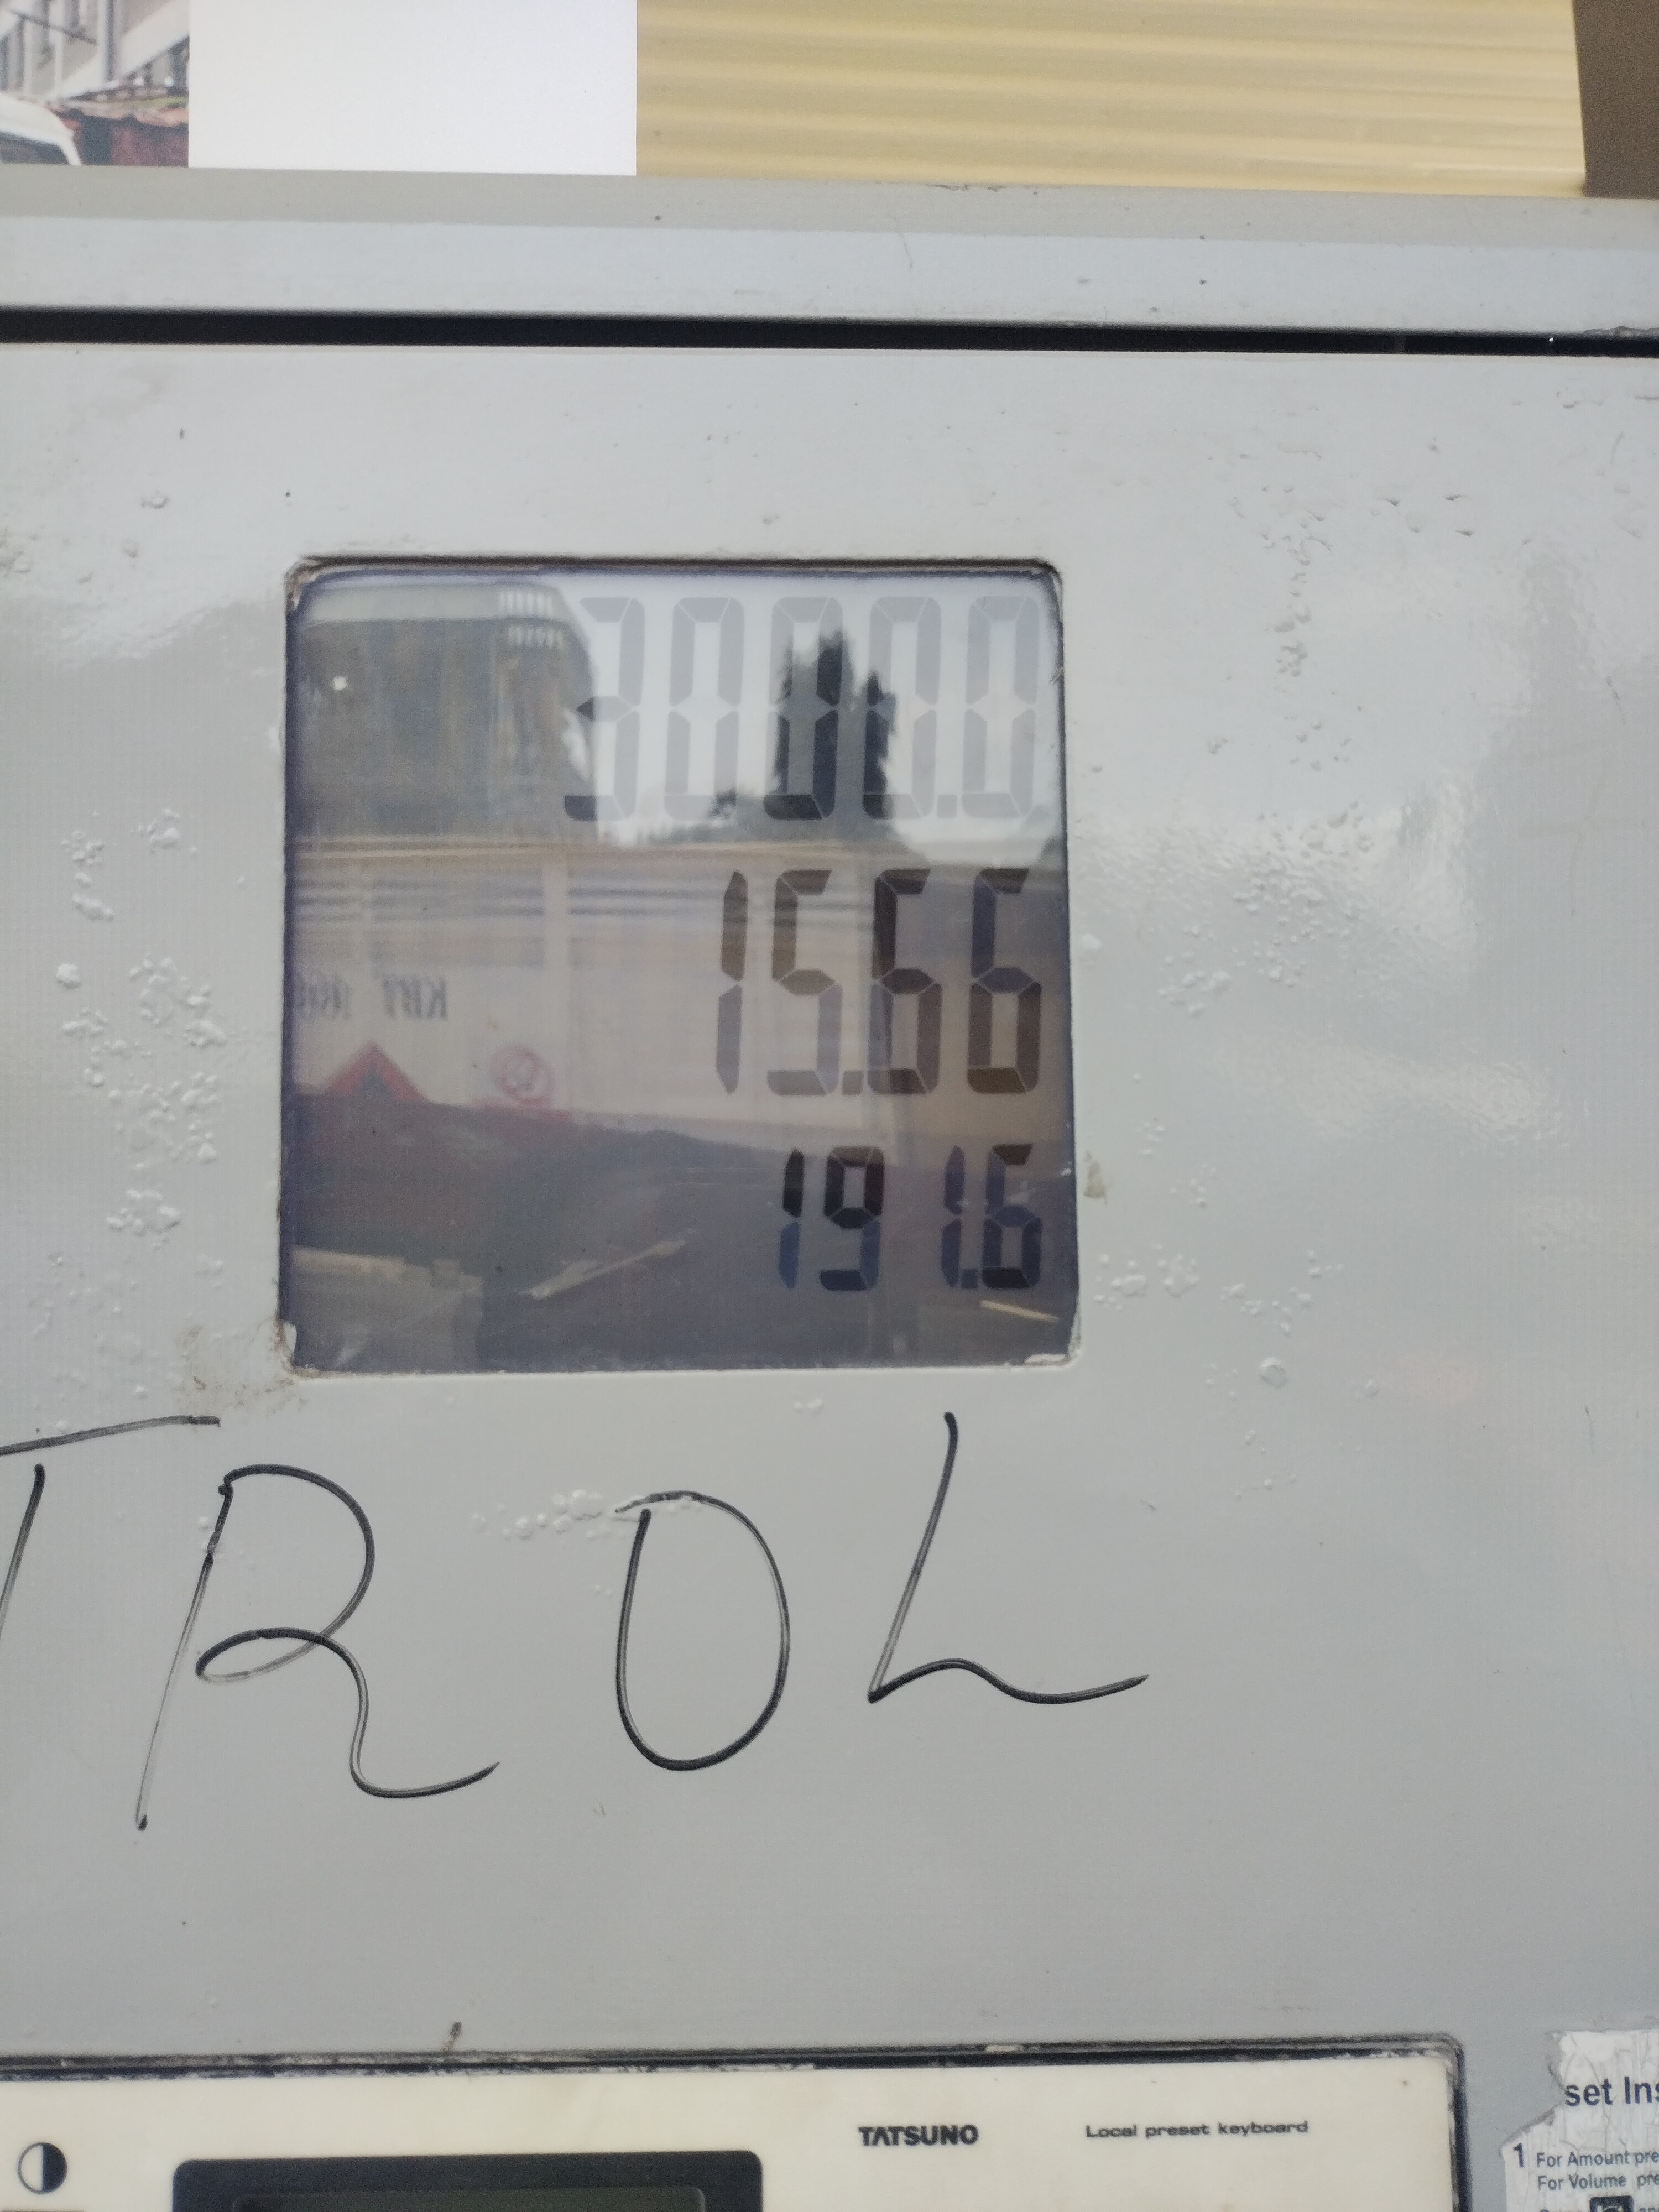 3000.0
15.66
191.6
TROL
TATSUNO
Local preset keyboard
set Ins
1 For Amount pre
For Volume pre